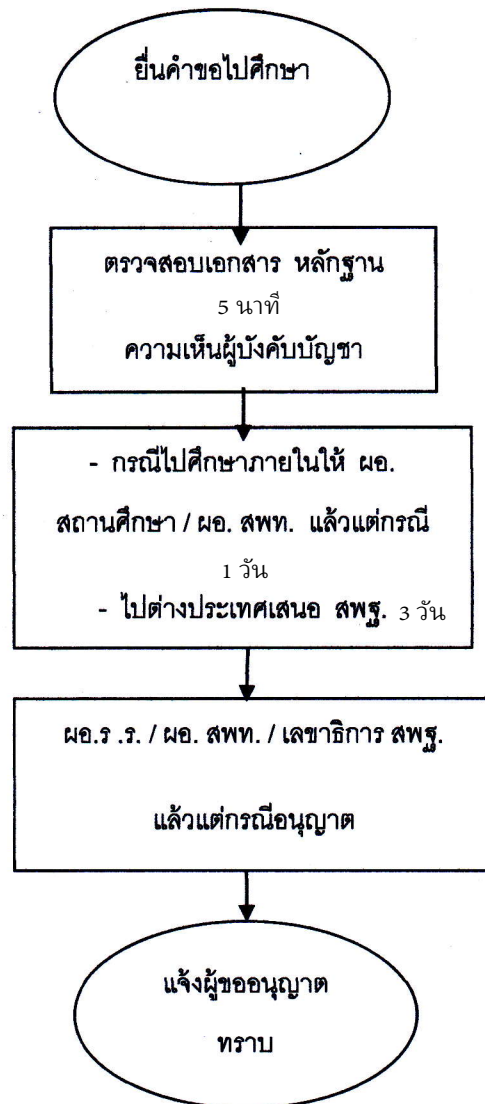 ยื่นคำขอไปศึกษา
ตรวจสอบเอกสาร หลักฐาน
5 นาที
ความเห็นผู้บังคับบัญชา
- กรณีไปศึกษาภายในให้ ผอ.
สถานศึกษา / ผอ. สพท. แล้วแต่กรณี
1 วัน
- ไปต่างประเทศเสนอ สพฐ. 3 วัน
ผอ.ร .ร. / ผอ. สพท. / เลขาธิการ สพฐ.
แล้วแต่กรณีอนุญาต
แจ้งผู้ขออนุญาต
ทราบ